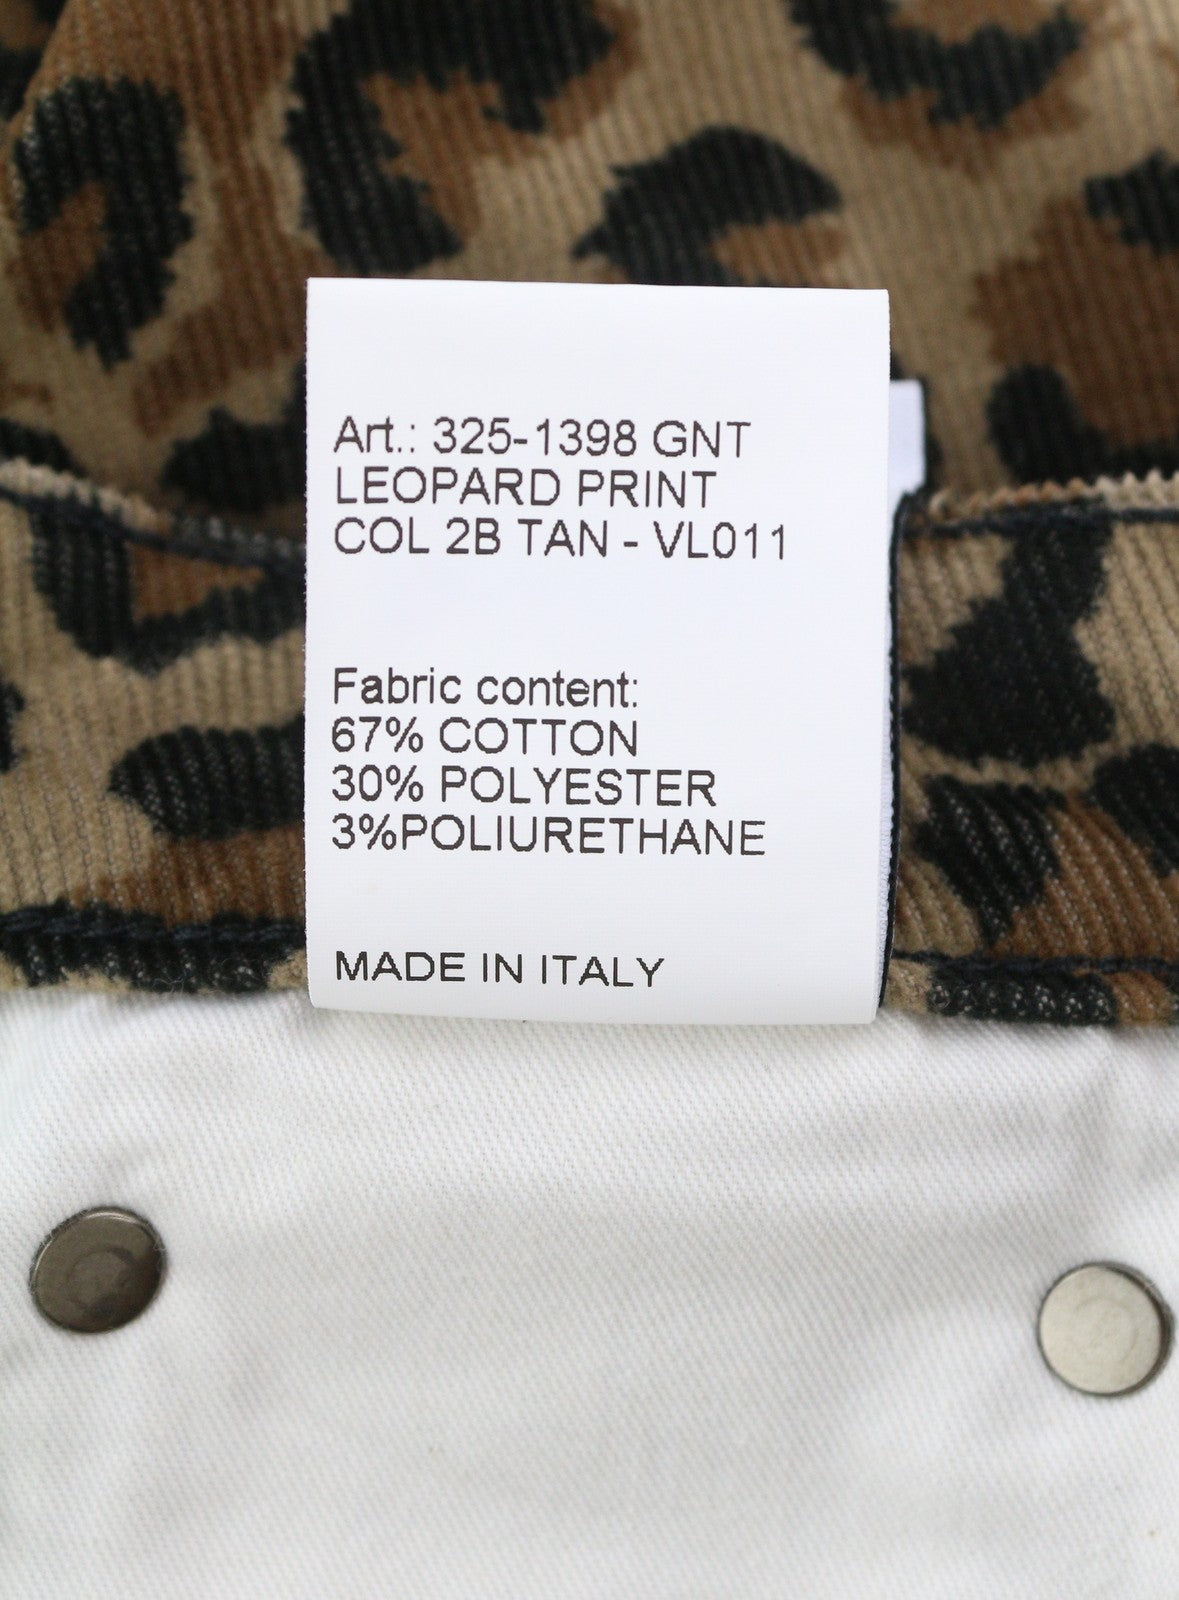 Art.: 325-1398 GNT
LEOPARD PRINT
COL 2B TAN - VL011
Fabric content:
67% COTTON
30% POLYESTER
3%POLIURETHANE
MADE IN ITALY